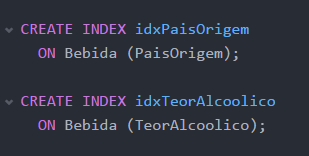 CREATE INDEX idxPaisOrigem
ON Bebida (PaisOrigem);
CREATE INDEX idxTeorAlcoolico
ON Bebida (TeorAlcoolico);